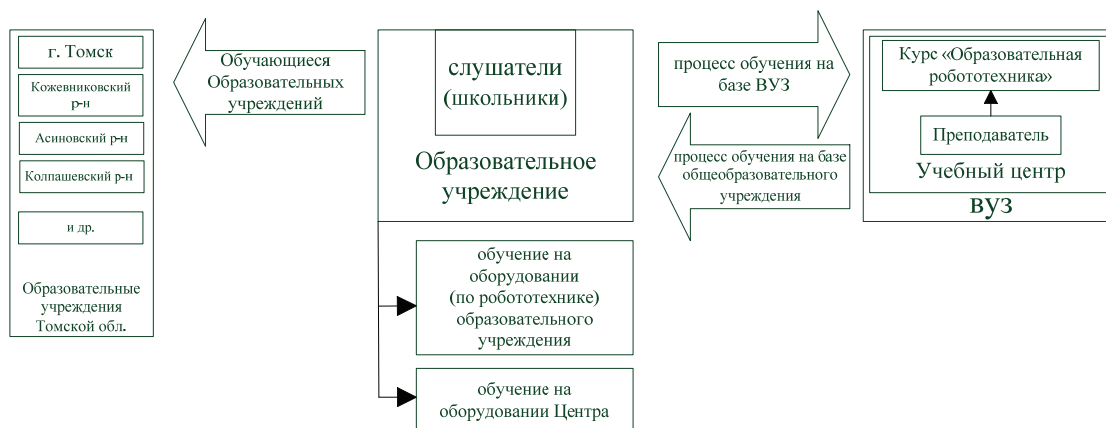 г. Томск
Кожевниковский
р-н
Асиновский р-н
Колпашевский р-н
и др.
Образовательные
учреждения
Томской обл.
Обучающиеся
Образовательных
учреждений
слушатели
(школьники)
Образовательное
учреждение
обучение на
оборудовании
(по робототехнике)
образовательного
учреждения
обучение на
оборудовании Центра
процесс обучения на
базе ВУЗ
процесс обучения на базе
общеобразовательного
учреждения
Курс «Образовательная
робототехника»
Преподаватель
Учебный центр
вуз